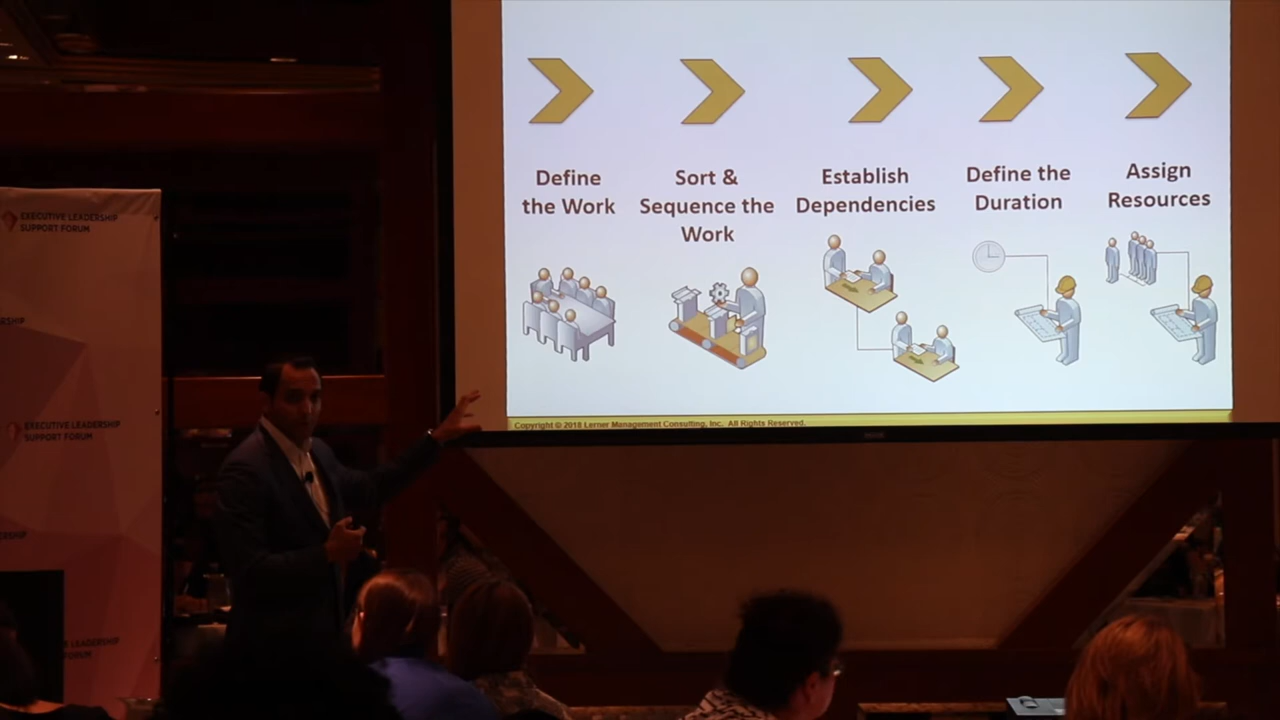 Define
the Work
Sort &
Sequence the
Work
Establish
Dependencies
Define the
Duration
Assign
Resources
Copyright © 2018 Lerner Management Consulting, Inc. All Rights Reserved.
EXECUTIVE LEADERSHIP
SUPPORT FORUM
EXECUTIVE LEADERSHIP
SUPPORT FORUM